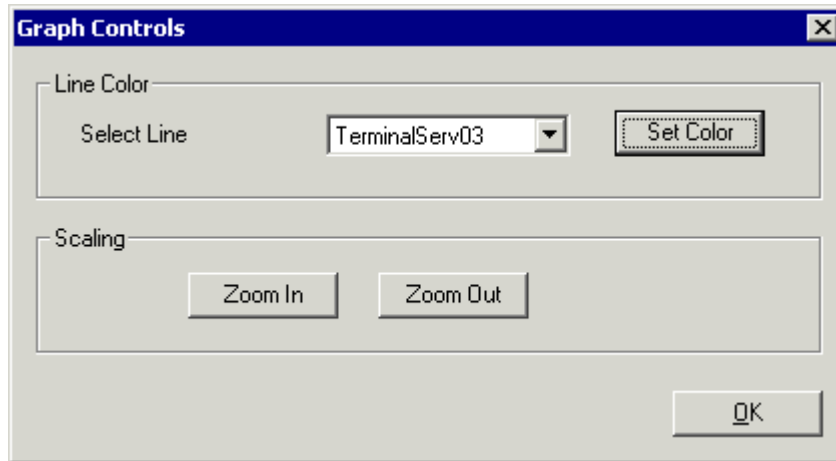 Graph Controls
Line Color
Select Line TerminalServ03 Set Color
Scaling
Zoom In Zoom Out
OK